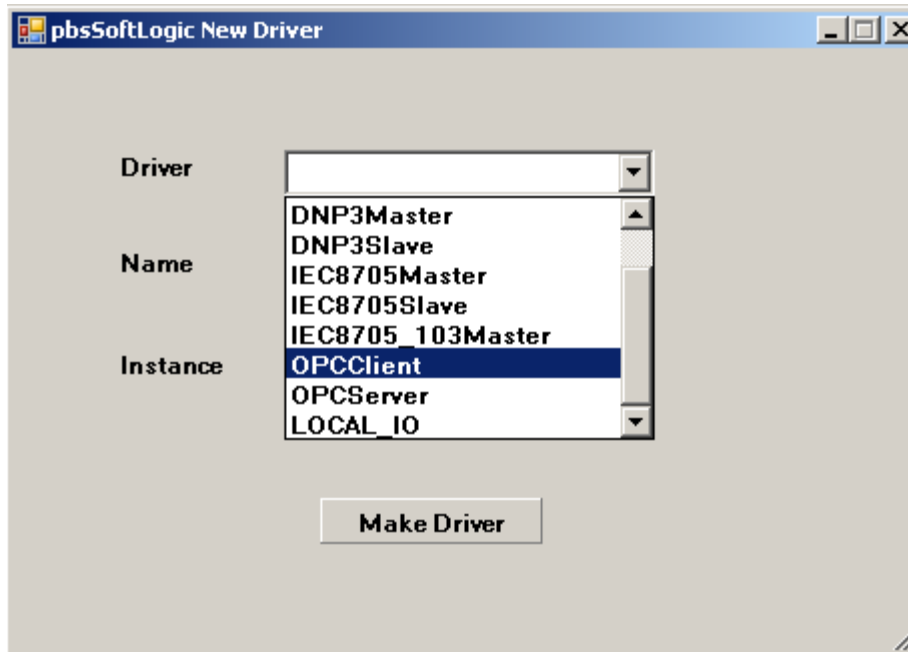 pbsSoftLogic New Driver
Driver
DNP3Master
DNP3Slave
Name
IEC8705Master
IEC8705Slave
IEC8705_103Master
Instance
OPCClient
OPCServer
LOCAL_IO
Make Driver